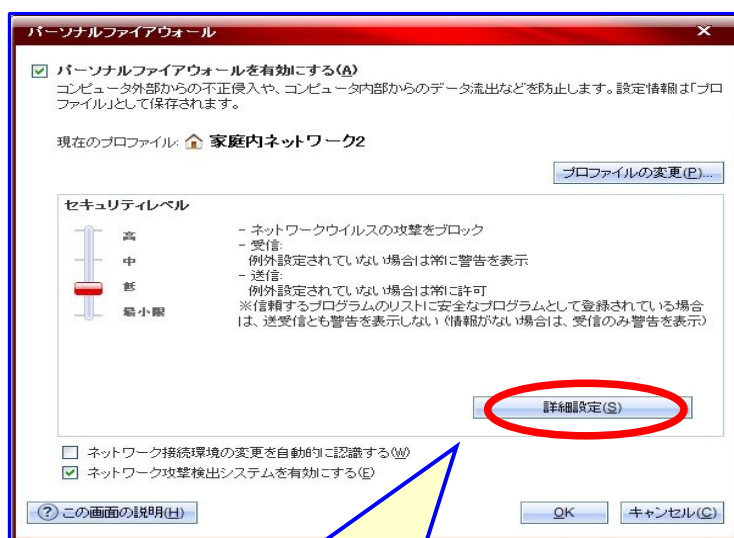 パーソナルファイアウォール
パーソナルファイアウォールを有効にする(A)
コンピュータ外部からの不正侵入や、コンピュータ内部からのデータ流出などを防止します。設定情報は「プロ
ファイル」として保存されます。
現在のプロファイル: 家庭内ネットワーク2
プロファイルの変更(P)...
セキュリティレベル
高
中
低
最小限
- ネットワークウイルスの攻撃をブロック
- 受信:
例外設定されていない場合は常に警告を表示
- 送信:
例外設定されていない場合は常に許可
※信頼するプログラムのリストに安全なプログラムとして登録されている場合
は、送受信とも警告を表示しない (情報がない場合は、受信のみ警告を表示)
詳細設定(S)
ネットワーク接続環境の変更を自動的に認識する(W)
ネットワーク攻撃検出システムを有効にする(E)
この画面の説明(H)
OK
キャンセル(C)